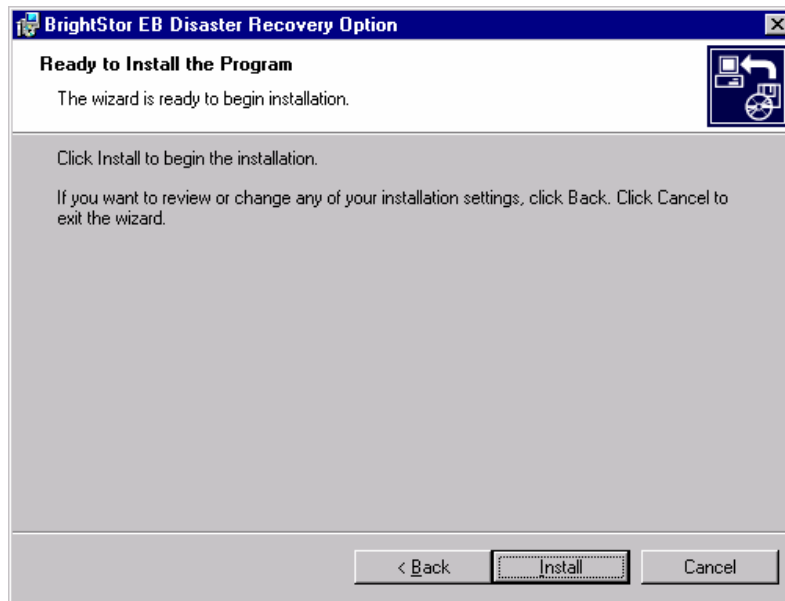 BrightStor EB Disaster Recovery Option
Ready to Install the Program
The wizard is ready to begin installation.
Click Install to begin the installation.
If you want to review or change any of your installation settings, click Back. Click Cancel to
exit the wizard.
< Back Install Cancel